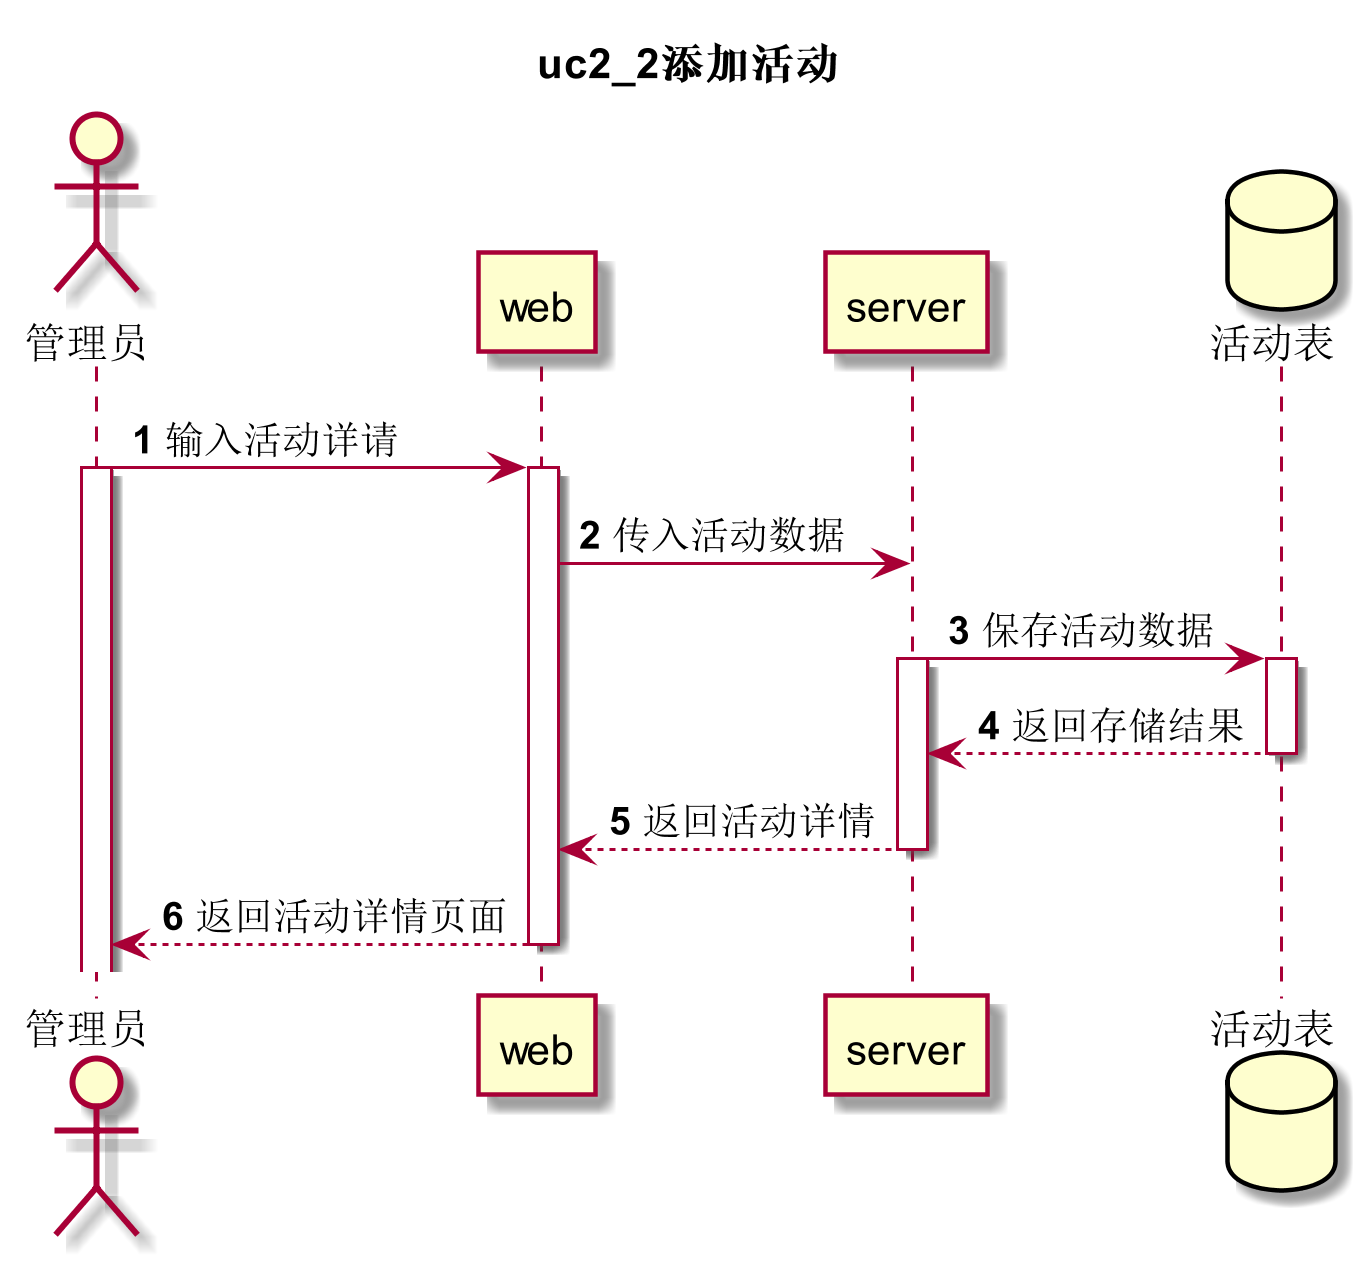 uc2_2添加活动
管理员
web
server
活动表
1 输入活动详请
2 传入活动数据
3 保存活动数据
4 返回存储结果
5 返回活动详情
6 返回活动详情页面
管理员
web
server
活动表